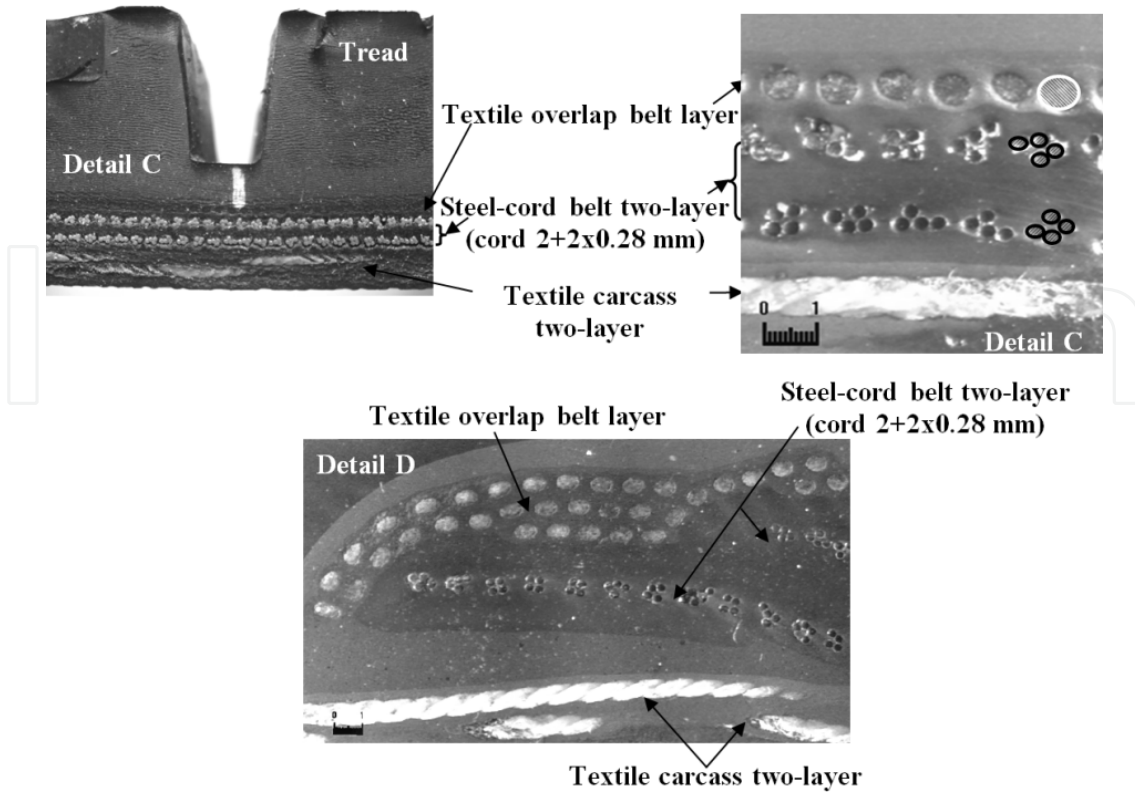 Tread
Textile overlap belt layer
Detail C
Steel-cord belt two-layer
(cord 2+2x0.28 mm)
Textile carcass
two-layer
0 1
Detail C
Steel-cord belt two-layer
(cord 2+2x0.28 mm)
Textile overlap belt layer
Detail D
0 1
Textile carcass two-layer